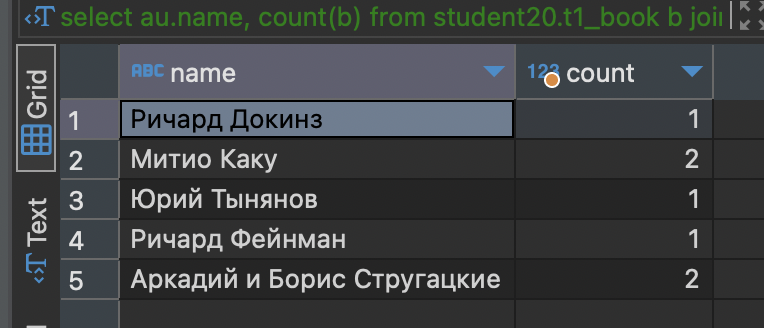 select au.name, count(b) from student20.t1_book b join
Grid
Text
ABC name 123 count
1 Ричард Докинз 1
2 Митио Каку 2
3 Юрий Тынянов 1
4 Ричард Фейнман 1
5 Аркадий и Борис Стругацкие 2